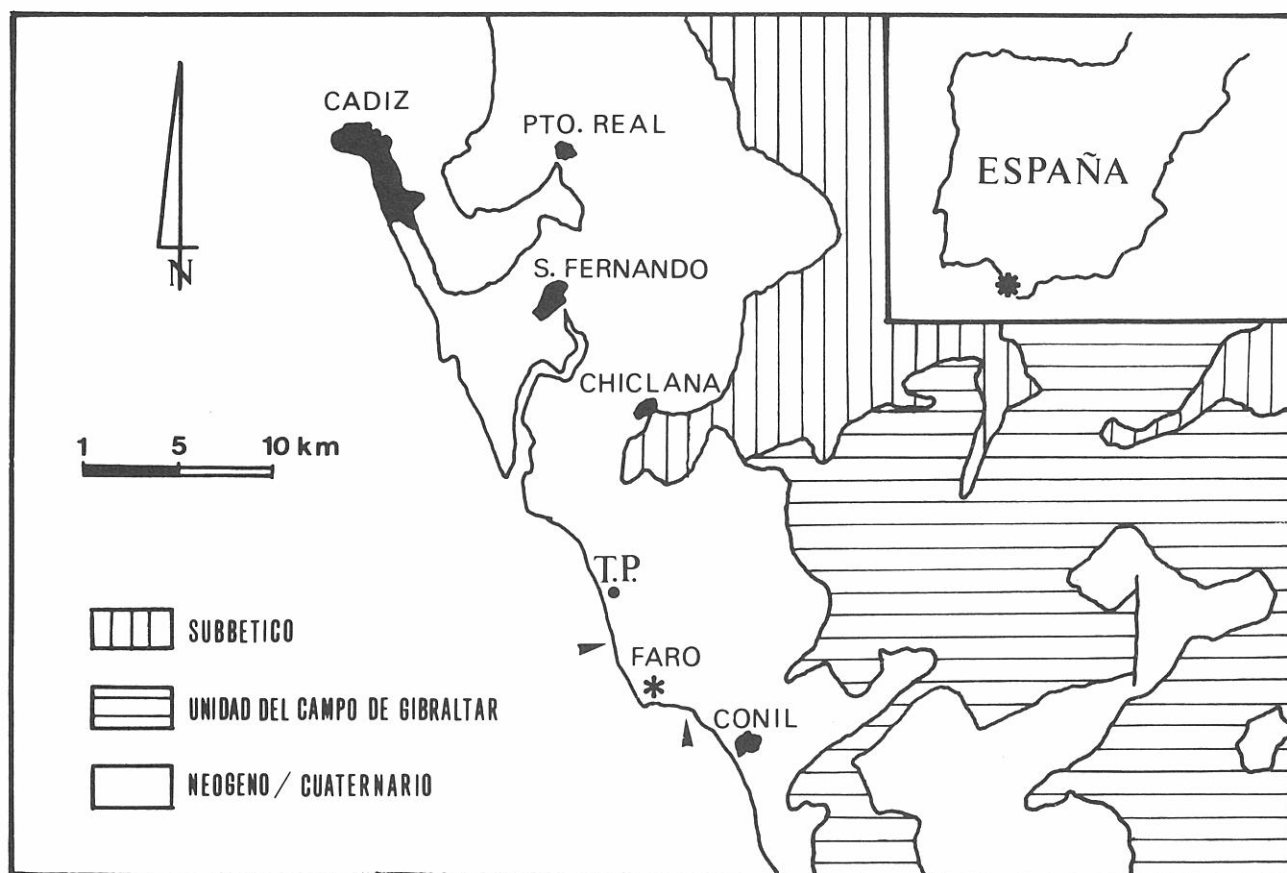 CADIZ
PTO. REAL
ESPAÑA
N
S. FERNANDO
CHICLANA
1 5 10 km
T.P.
SUBBETICO
FARO
UNIDAD DEL CAMPO DE GIBRALTAR
CONIL
NEOGENO / CUATERNARIO